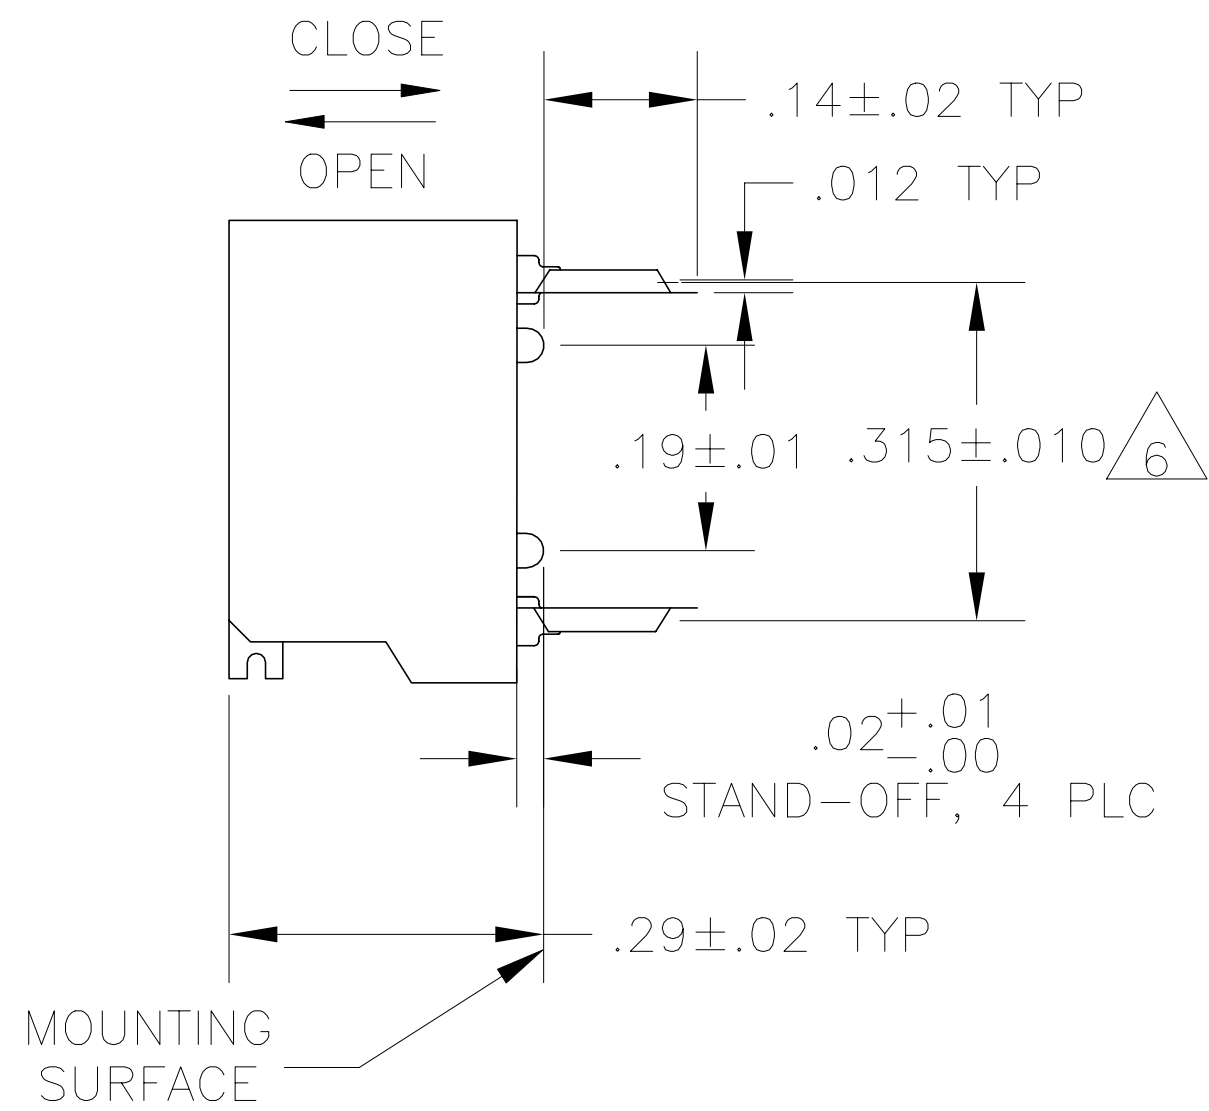 CLOSE
OPEN
.14±.02 TYP
.012 TYP
.19±.01
.315±.010
6
.02+.01
-.00
STAND-OFF, 4 PLC
.29±.02 TYP
MOUNTING
SURFACE